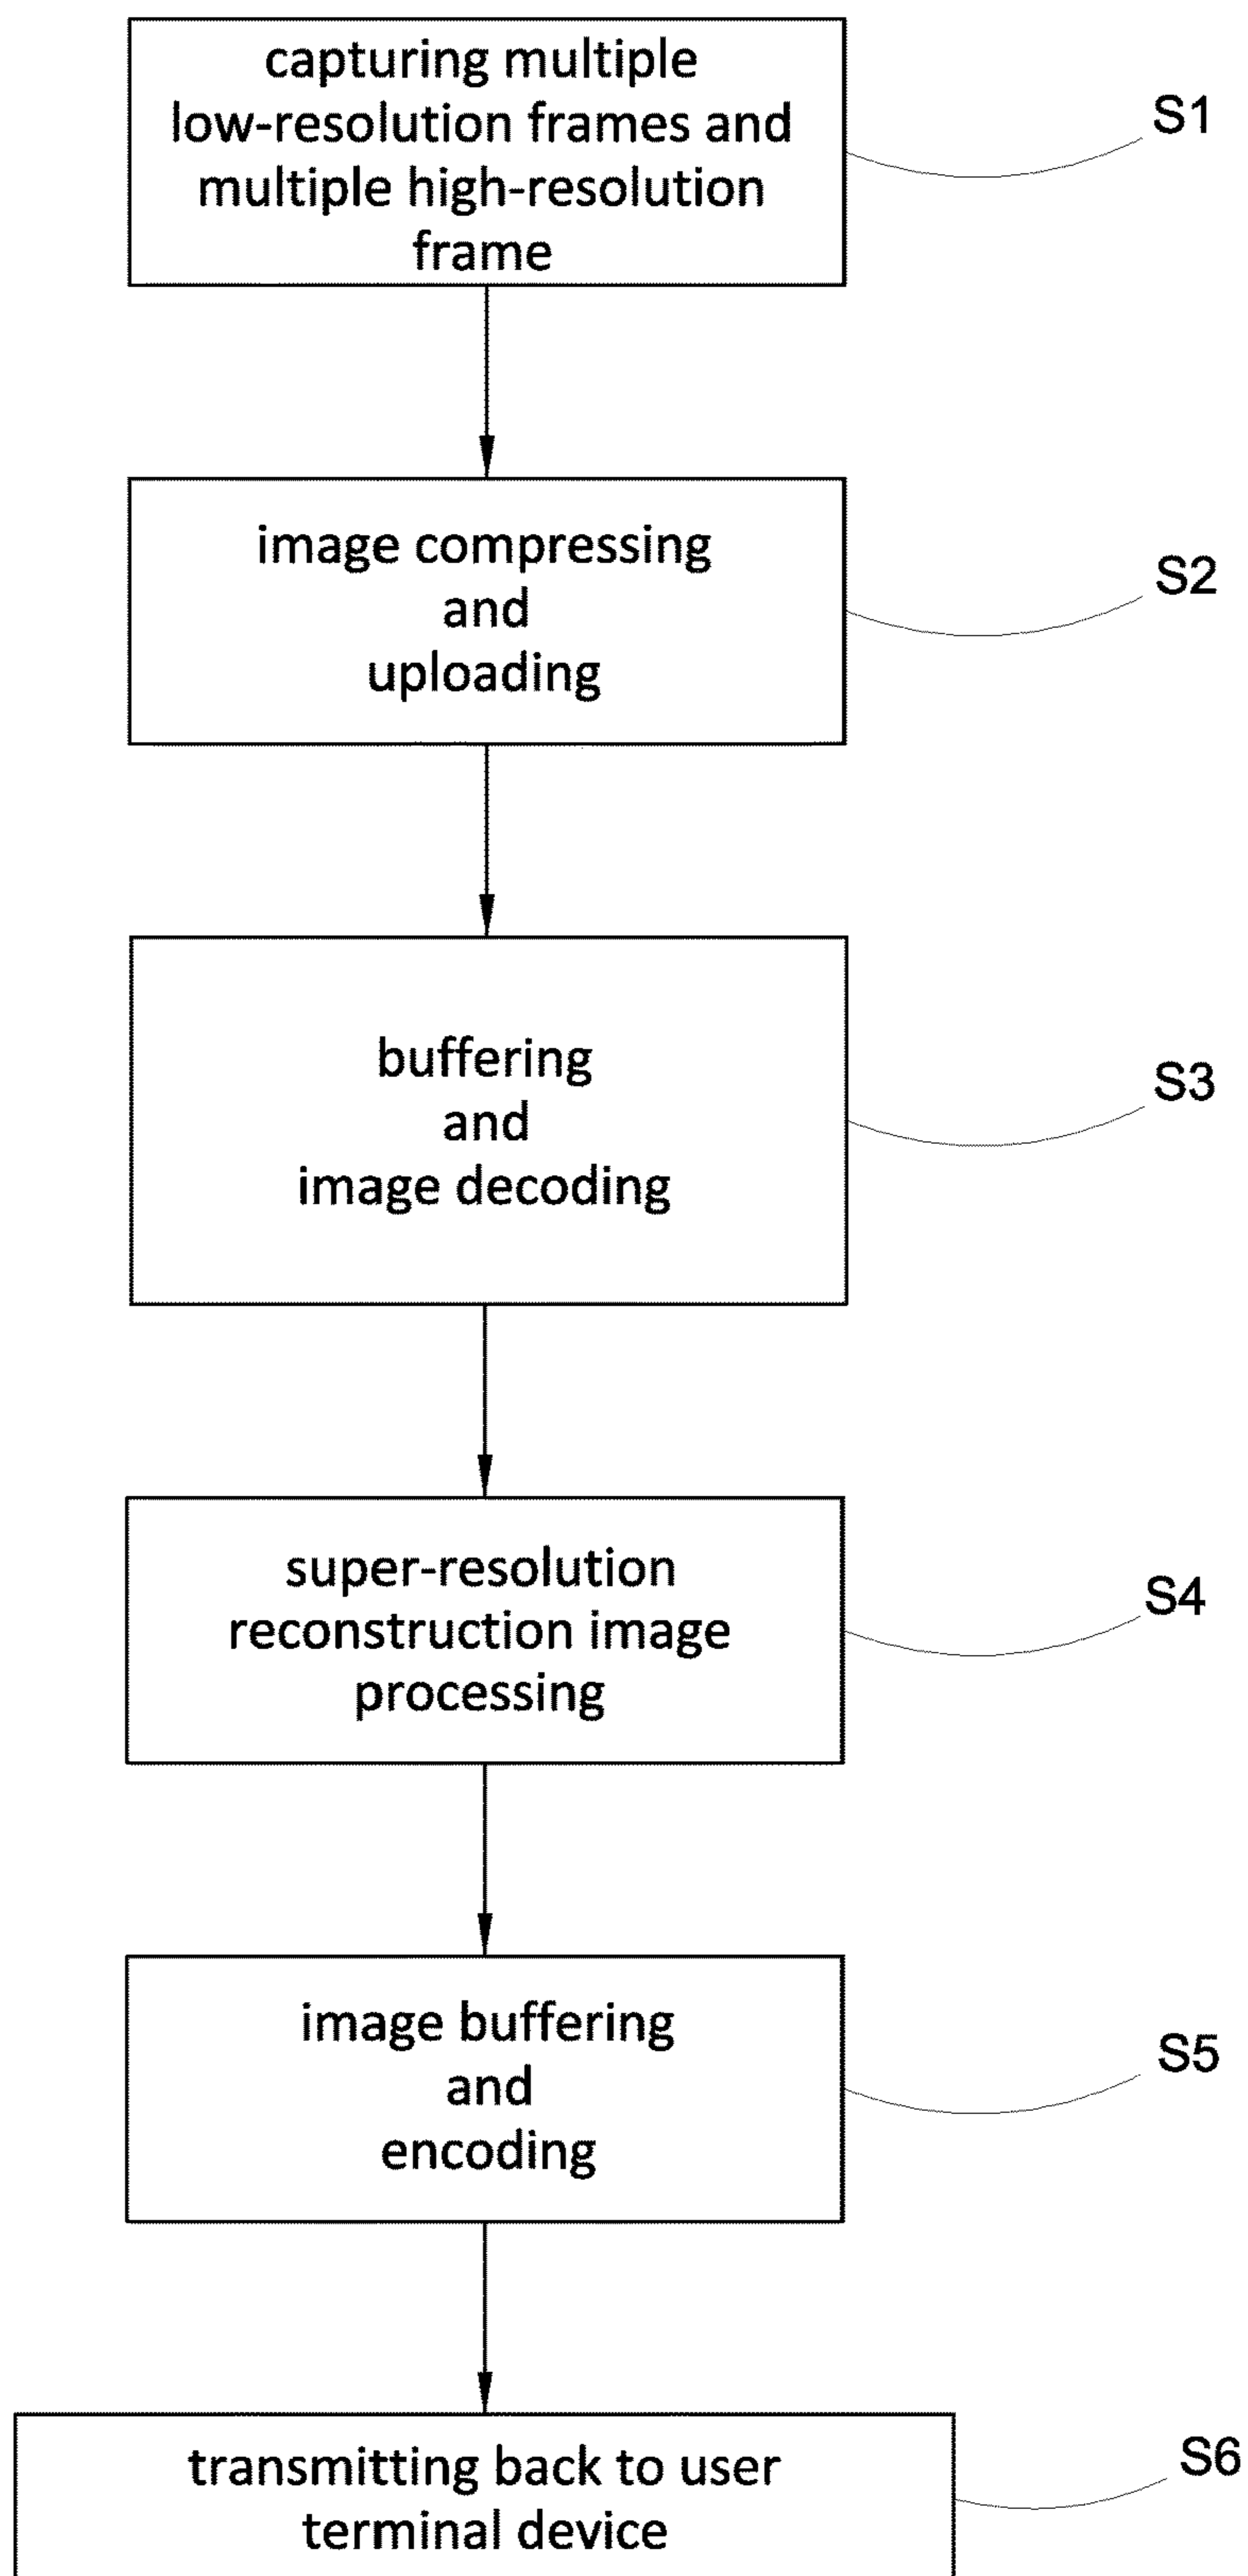 capturing multiple
low-resolution frames and
multiple high-resolution
frame
S1
image compressing
and
uploading
S2
buffering
and
image decoding
S3
super-resolution
reconstruction image
processing
S4
image buffering
and
encoding
S5
transmitting back to user
terminal device
S6